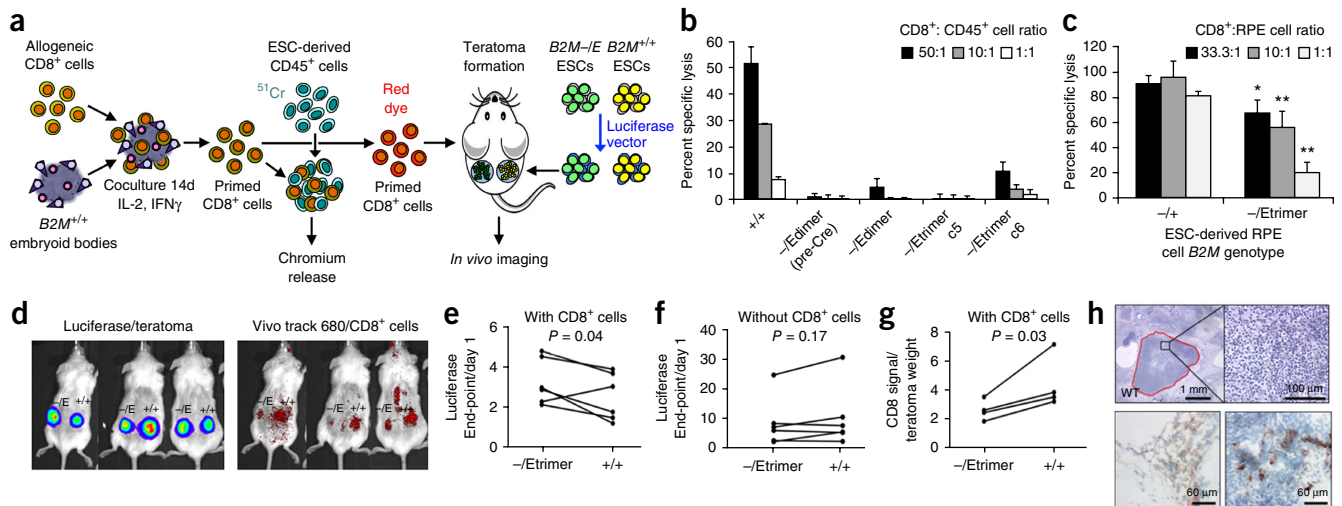 a
Allogeneic
CD8+ cells
B2M+/+
embryoid bodies
Coculture 14d
IL-2, IFNγ
Primed
CD8+ cells
ESC-derived
CD45+ cells
51Cr
Chromium
release
Red
dye
Primed
CD8+ cells
Teratoma
formation
B2M–/E
ESCs
B2M+/+
ESCs
Luciferase
vector
In vivo imaging
b
CD8+: CD45+ cell ratio
50:1 10:1 1:1
Percent specific lysis
60
50
40
30
20
10
0
+/+
–/Edimer
(pre-Cre)
–/Edimer
–/Etrimer
c5
–/Etrimer
c6
c
CD8+:RPE cell ratio
33.3:1 10:1 1:1
Percent specific lysis
120
100
80
60
40
20
0
* ** **
–/+ –/Etrimer
ESC-derived RPE
cell B2M genotype
d
Luciferase/teratoma
–/E +/+
–/E +/+
–/E +/+
Vivo track 680/CD8+ cells
–/E +/+
–/E +/+
–/E +/+
e
With CD8+ cells
P = 0.04
Luciferase
End-point/day 1
6
5
4
3
2
1
0
–/Etrimer +/+
f
Without CD8+ cells
P = 0.17
Luciferase
End-point/day 1
40
30
20
10
0
–/Etrimer +/+
g
With CD8+ cells
P = 0.03
CD8 signal/
teratoma weight
8
6
4
2
0
–/Etrimer +/+
h
WT
1 mm
100 µm
60 µm
60 µm